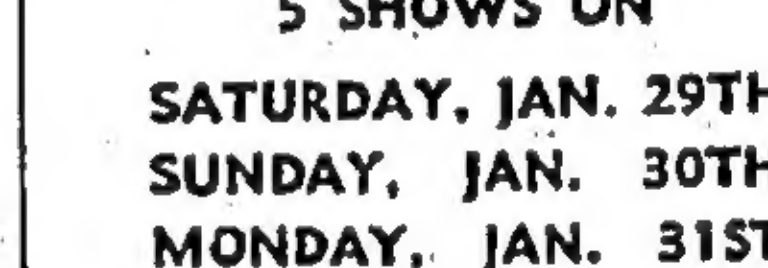 5 SHOWS ON
SATURDAY, JAN. 29TH
SUNDAY, JAN. 30TH
MONDAY, JAN. 31ST